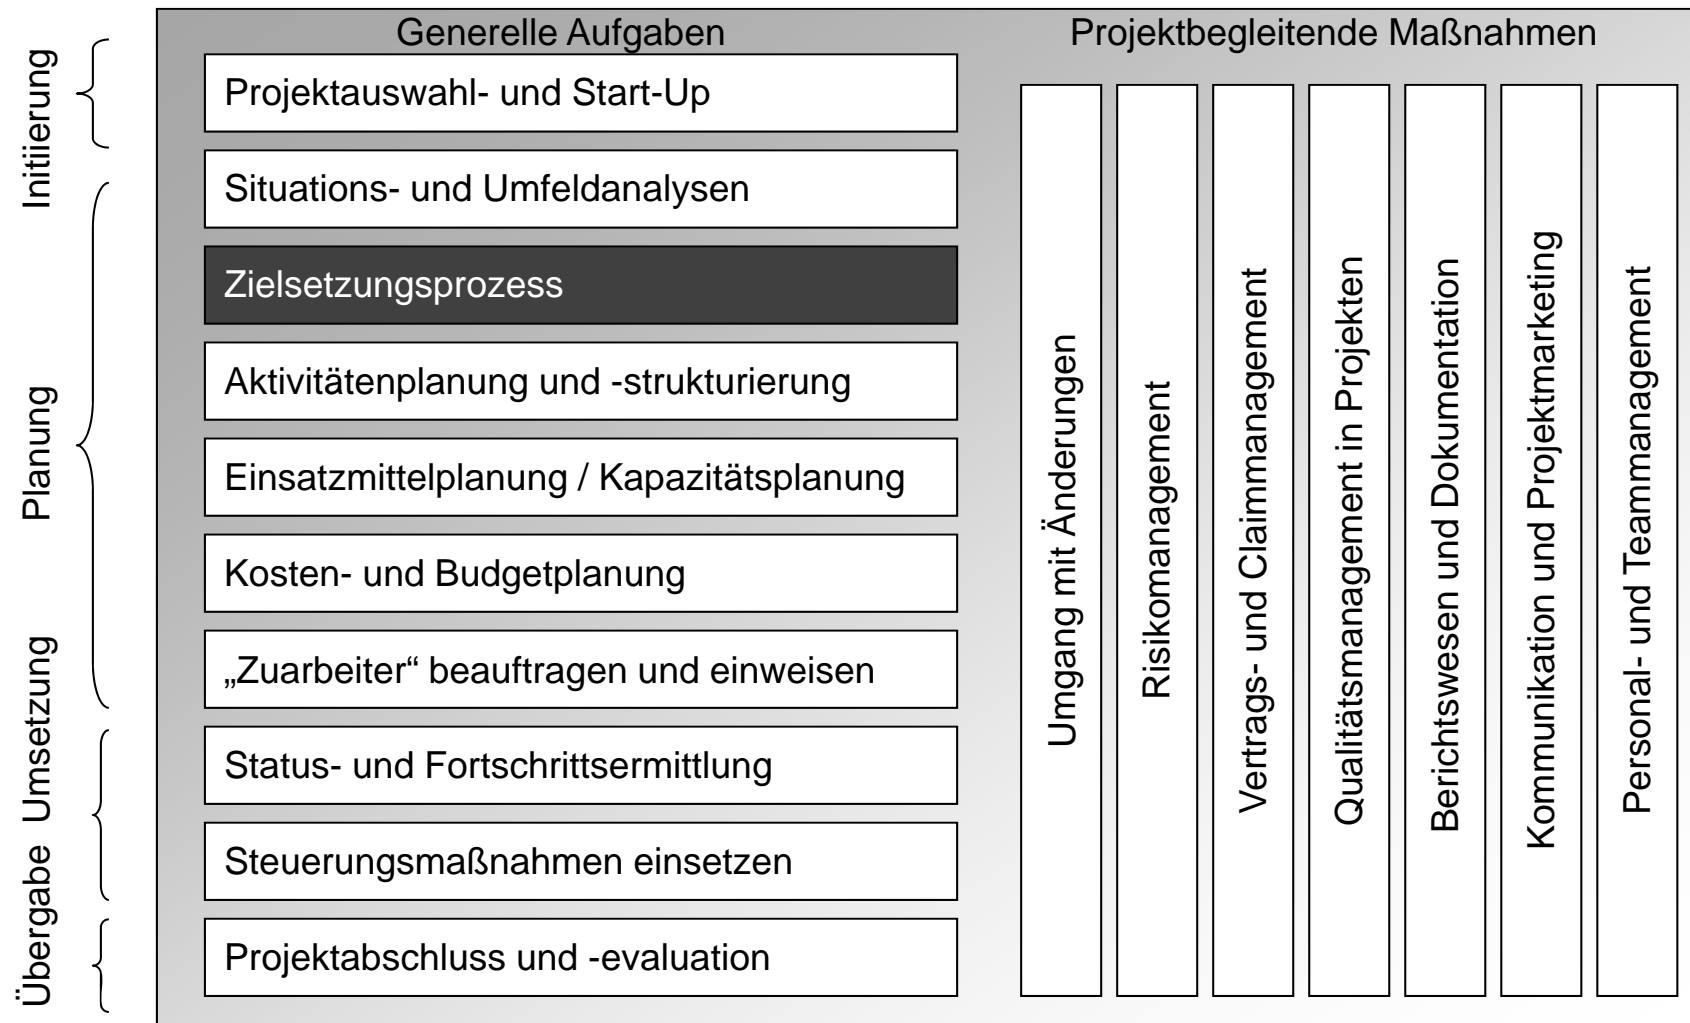 Generelle Aufgaben
Projektbegleitende Maßnahmen
Initiierung
Planung
Umsetzung
Übergabe
Projektauswahl- und Start-Up
Situations- und Umfeldanalysen
Zielsetzungsprozess
Aktivitätenplanung und -strukturierung
Einsatzmittelplanung / Kapazitätsplanung
Kosten- und Budgetplanung
„Zuarbeiter“ beauftragen und einweisen
Status- und Fortschrittsermittlung
Steuerungsmaßnahmen einsetzen
Projektabschluss und -evaluation
Umgang mit Änderungen
Risikomanagement
Vertrags- und Claimmanagement
Qualitätsmanagement in Projekten
Berichtswesen und Dokumentation
Kommunikation und Projektmarketing
Personal- und Teammanagement